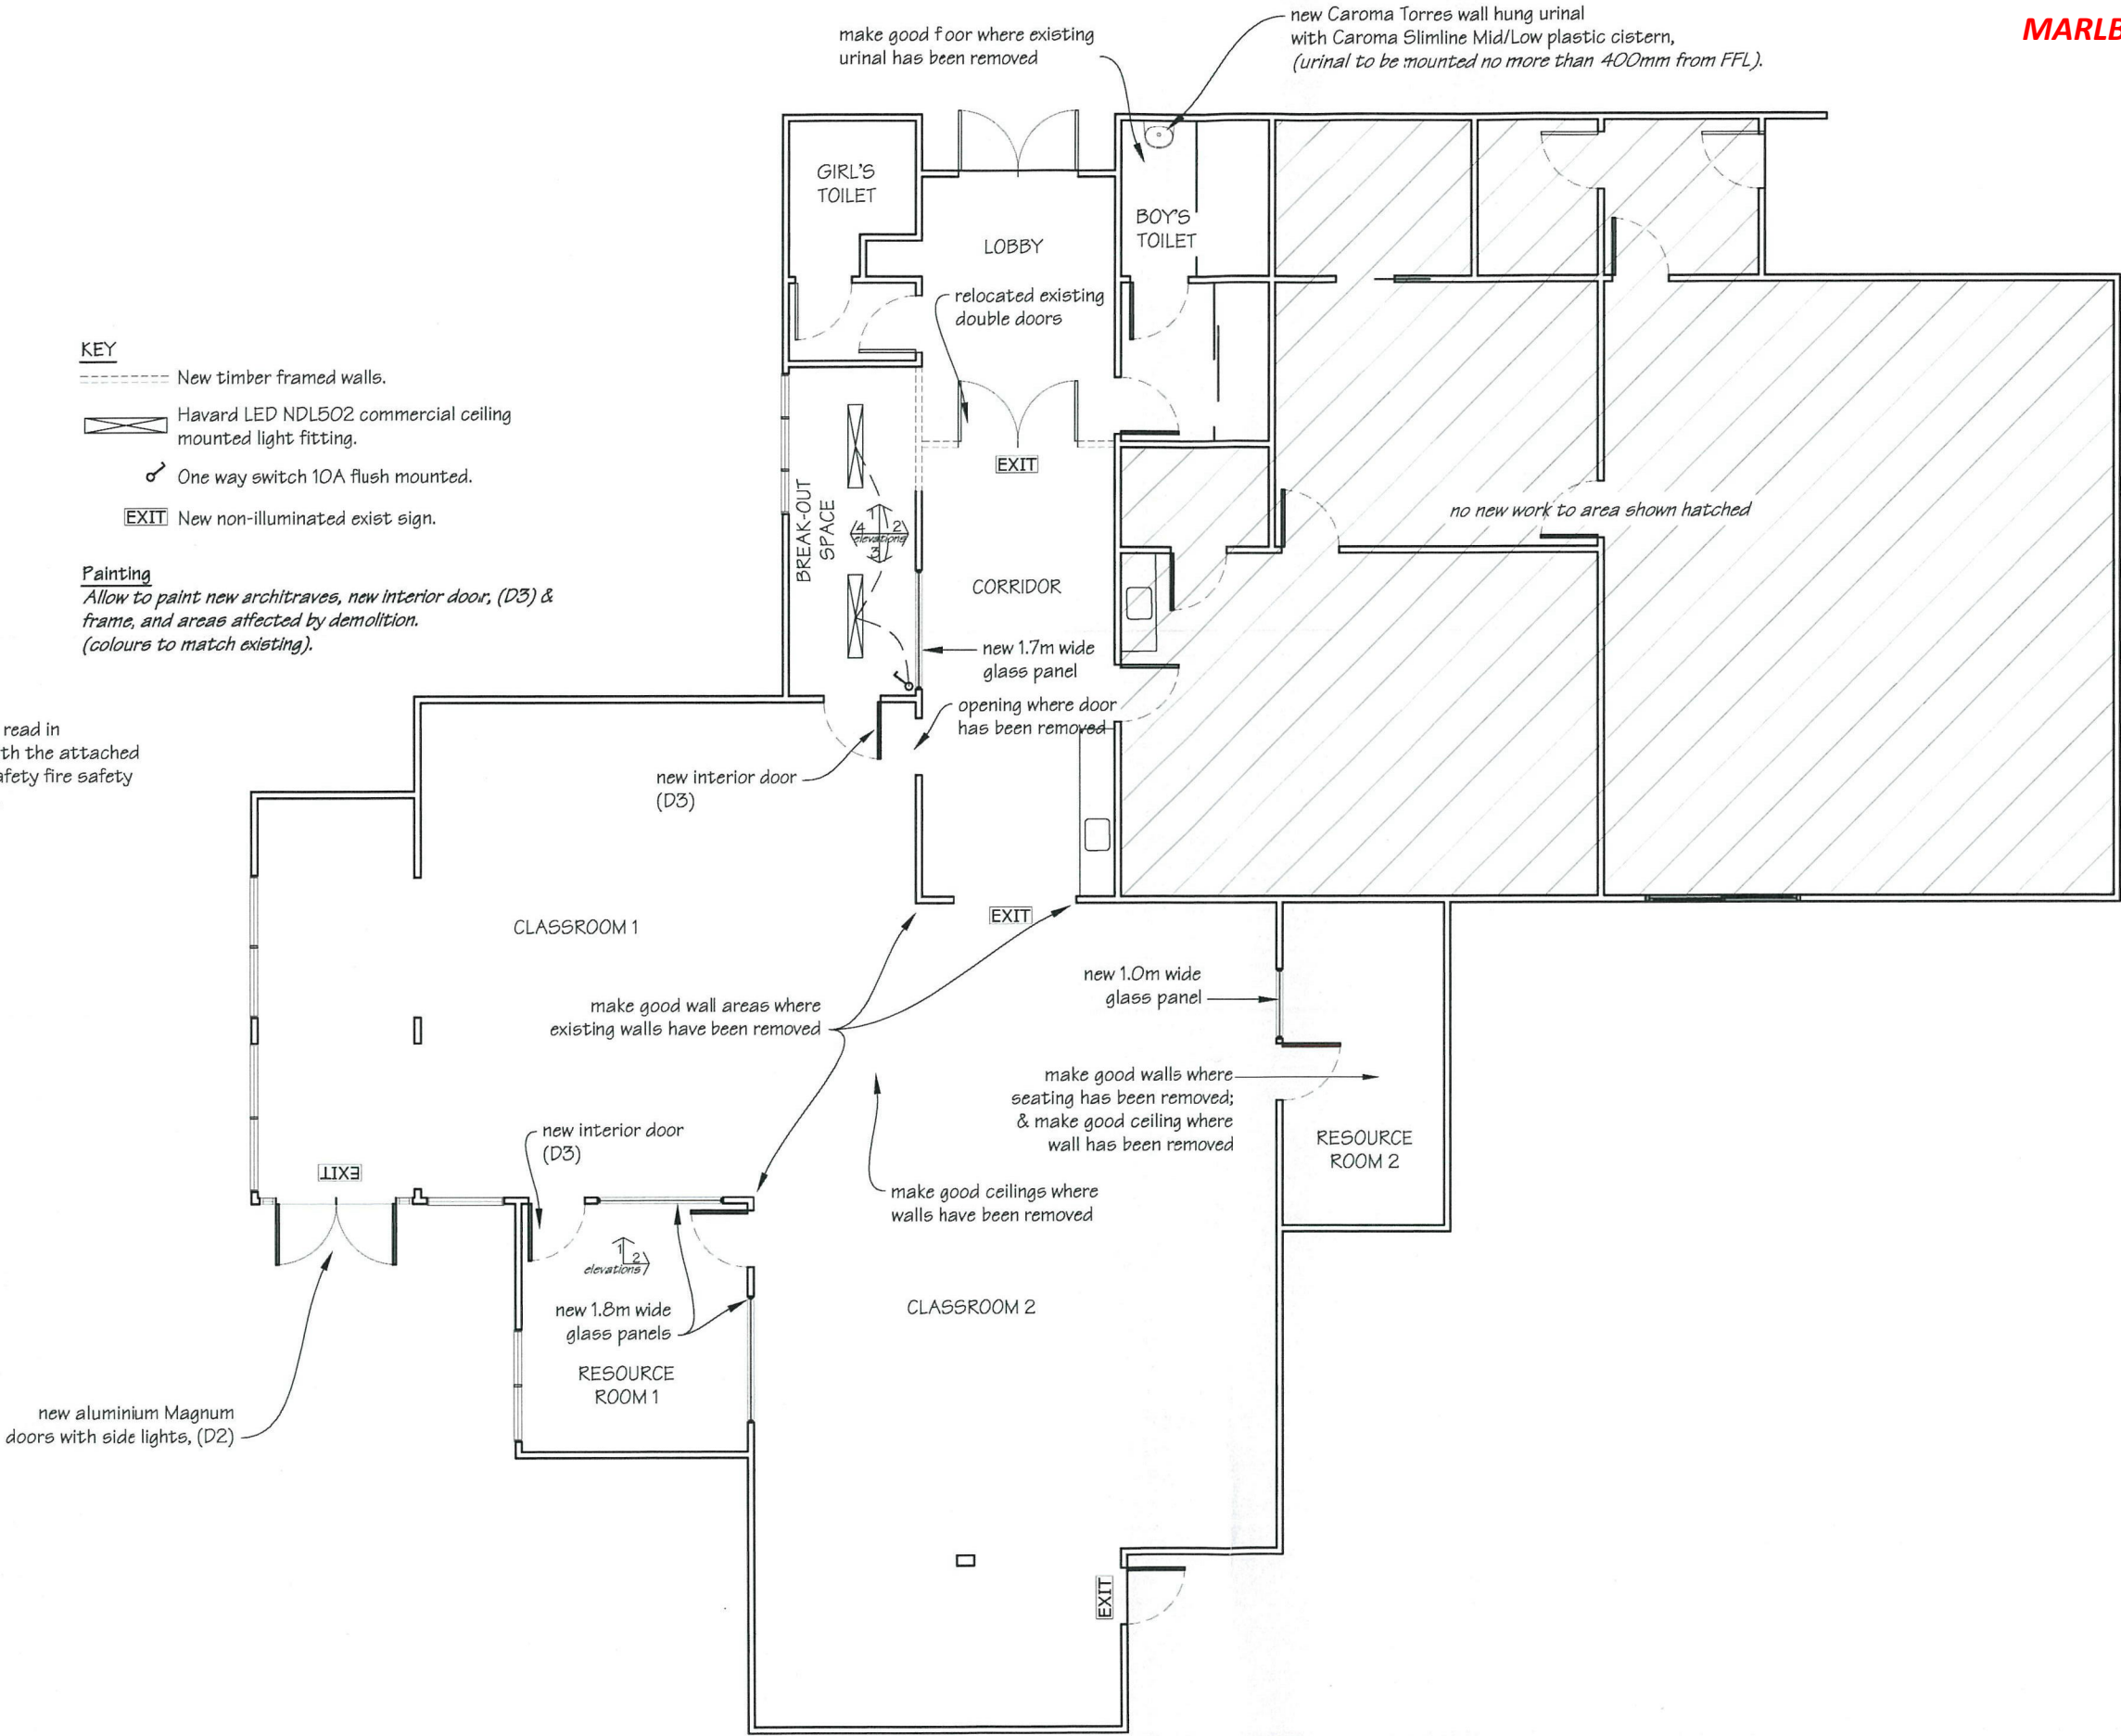 MARLB
make good f oor where existing
urinal has been removed
new Caroma Torres wall hung urinal
with Caroma Slimline Mid/Low plastic cistern,
(urinal to be mounted no more than 400mm from FFL).
GIRL'S
TOILET
LOBBY
BOY'S
TOILET
relocated existing
double doors
KEY
New timber framed walls.
Havard LED NDL502 commercial ceiling
mounted light fitting.
One way switch 10A flush mounted.
EXIT New non-illuminated exist sign.
Painting
Allow to paint new architraves, new interior door, (D3) &
frame, and areas affected by demolition.
(colours to match existing).
EXIT
BREAK-OUT
SPACE
1
4 2
elevations
3
no new work to area shown hatched
CORRIDOR
new 1.7m wide
glass panel
opening where door
has been removed
read in
th the attached
afety fire safety
new interior door
(D3)
CLASSROOM 1
EXIT
new 1.0m wide
glass panel
make good wall areas where
existing walls have been removed
make good walls where
seating has been removed;
& make good ceiling where
wall has been removed
RESOURCE
ROOM 2
new interior door
(D3)
EXIT
make good ceilings where
walls have been removed
1 2
elevations
new 1.8m wide
glass panels
CLASSROOM 2
RESOURCE
ROOM 1
new aluminium Magnum
doors with side lights, (D2)
EXIT